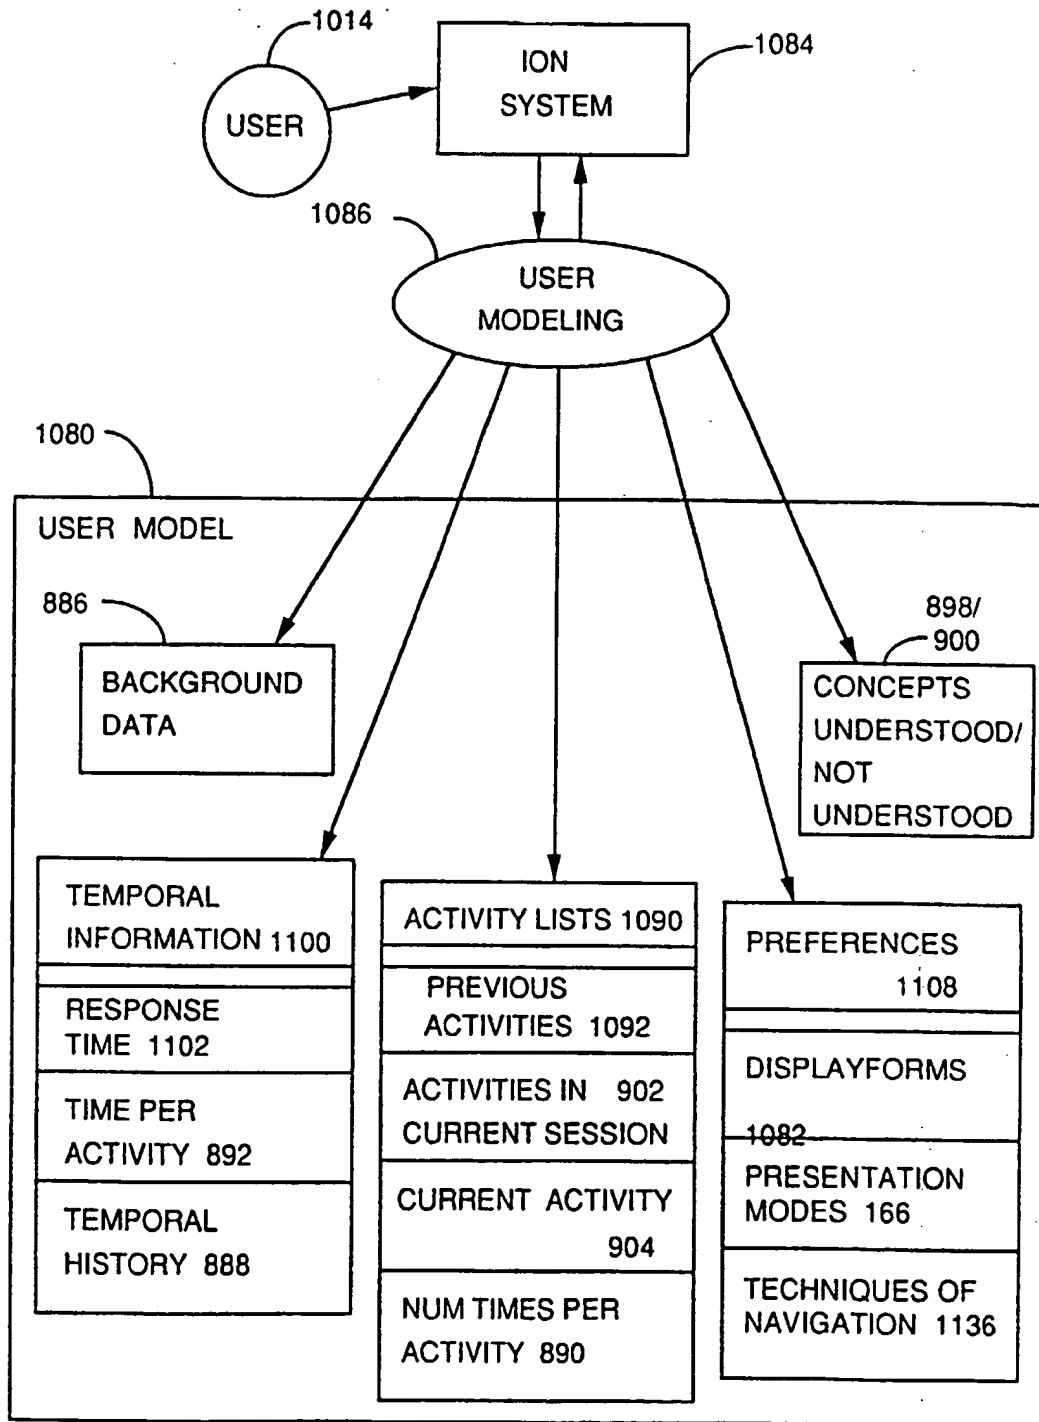 1014
USER
ION
SYSTEM
1084
1086
USER
MODELING
1080
USER MODEL
886
BACKGROUND
DATA
898/
900
CONCEPTS
UNDERSTOOD/
NOT
UNDERSTOOD
TEMPORAL
INFORMATION 1100
RESPONSE
TIME 1102
TIME PER
ACTIVITY 892
TEMPORAL
HISTORY 888
ACTIVITY LISTS 1090
PREVIOUS
ACTIVITIES 1092
ACTIVITIES IN 902
CURRENT SESSION
CURRENT ACTIVITY
904
NUM TIMES PER
ACTIVITY 890
PREFERENCES
1108
DISPLAYFORMS
1082
PRESENTATION
MODES 166
TECHNIQUES OF
NAVIGATION 1136